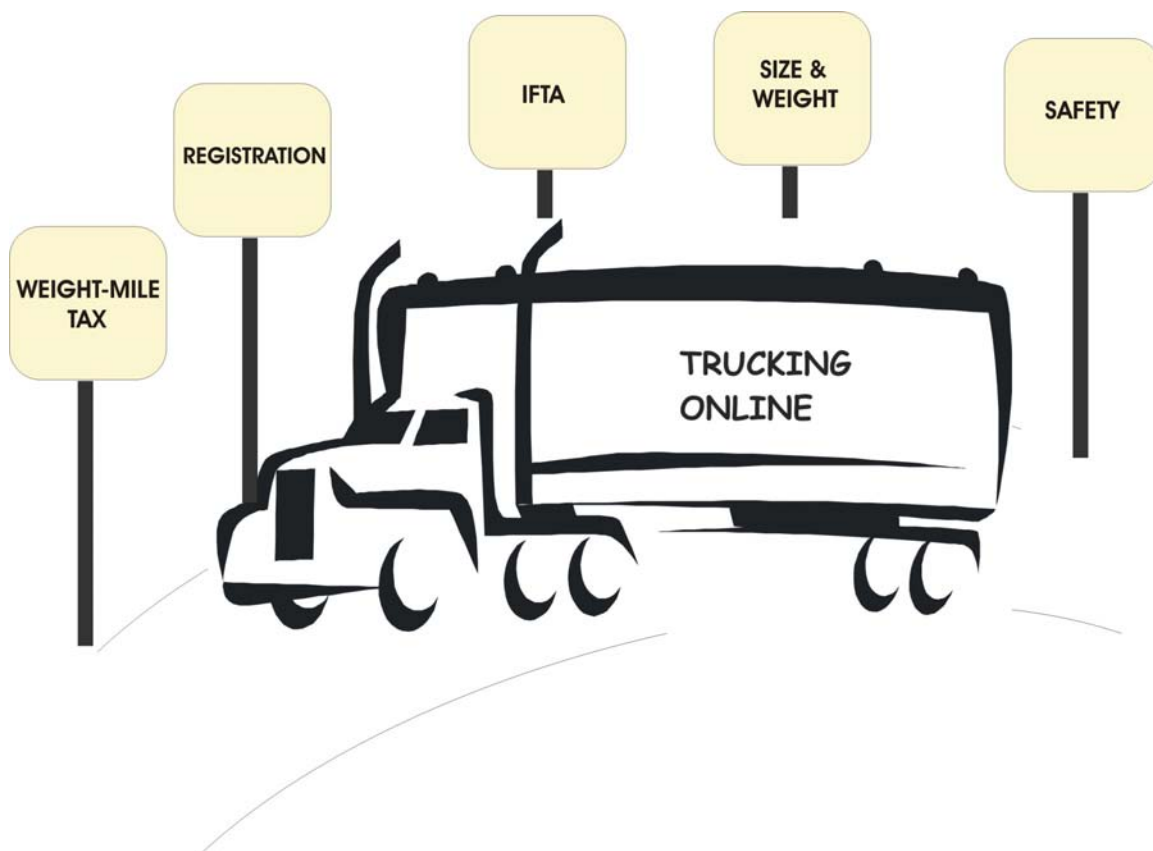 WEIGHT-MILE
TAX
REGISTRATION
IFTA
SIZE &
WEIGHT
SAFETY
TRUCKING
ONLINE